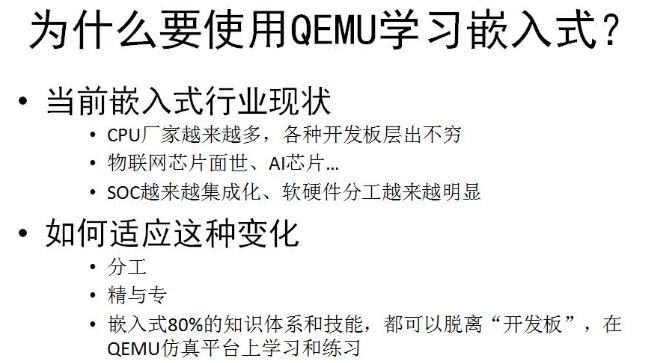 为什么要使用QEMU学习嵌入式?
• 当前嵌入式行业现状
• CPU厂家越来越多，各种开发板层出不穷
• 物联网芯片面世、AI芯片...
• SOC越来越集成化、软硬件分工越来越明显
• 如何适应这种变化
• 分工
• 精与专
• 嵌入式80%的知识体系和技能，都可以脱离“开发板”，在
QEMU仿真平台上学习和练习